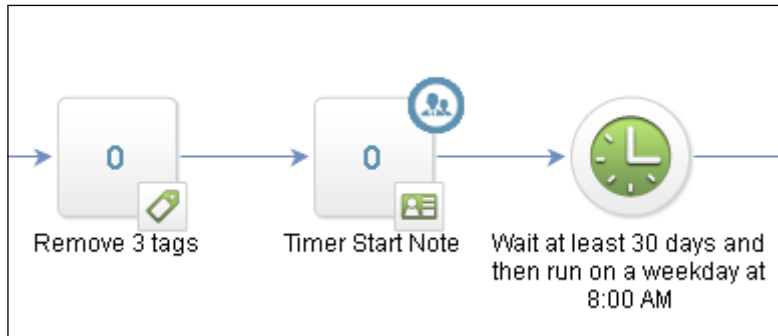 0
0
Remove 3 tags
Timer Start Note
Wait at least 30 days and
then run on a weekday at
8:00 AM